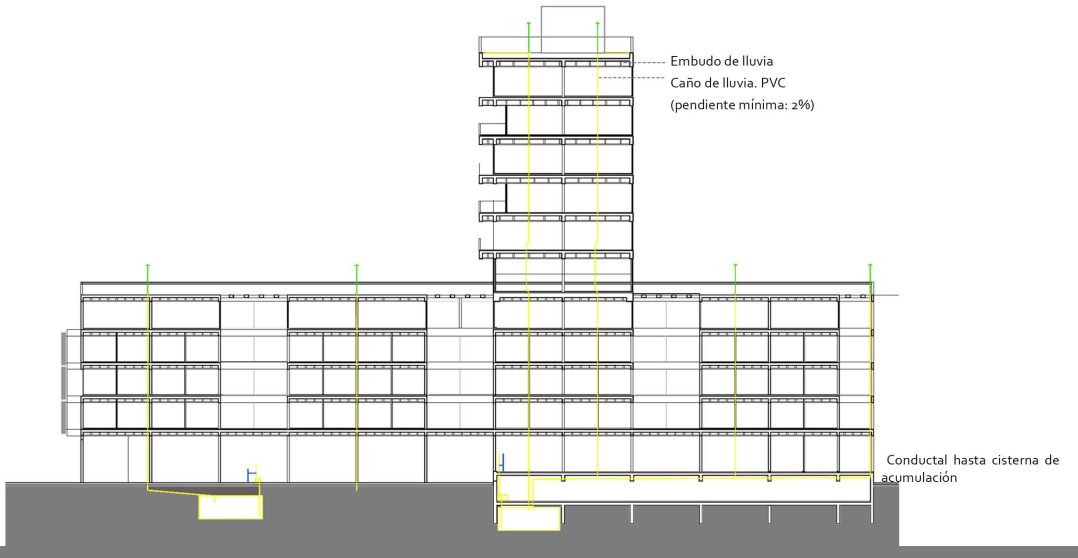 Embudo de lluvia
Caño de lluvia. PVC
(pendiente mínima: 2%)
Conductal hasta cisterna de
acumulación